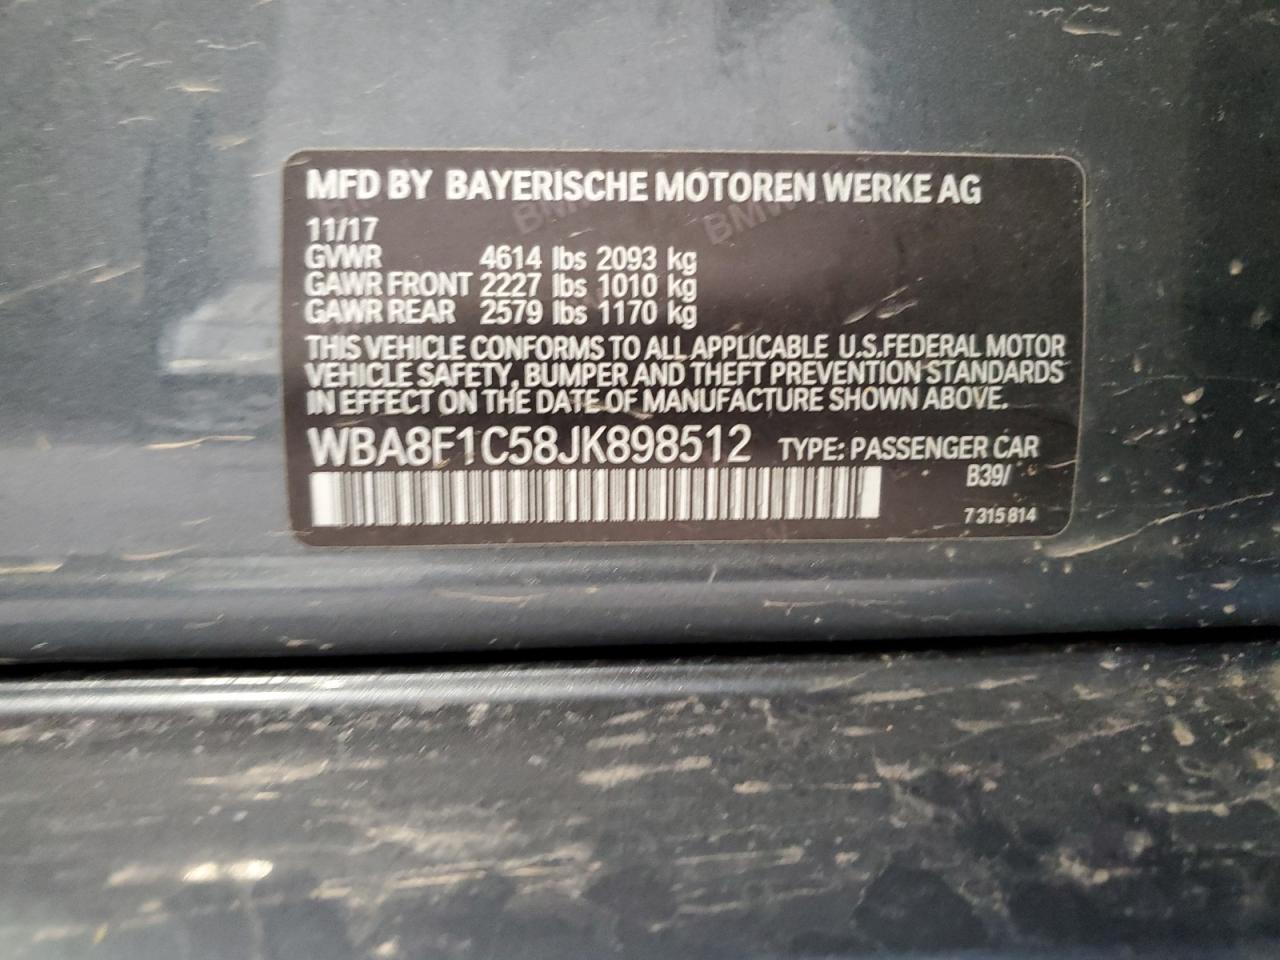 MFD BY BAYERISCHE MOTOREN WERKE AG
11/17
GVWR 4614 lbs 2093 kg
GAWR FRONT 2227 lbs 1010 kg
GAWR REAR 2579 lbs 1170 kg
THIS VEHICLE CONFORMS TO ALL APPLICABLE U.S.FEDERAL MOTOR
VEHICLE SAFETY, BUMPER AND THEFT PREVENTION STANDARDS
IN EFFECT ON THE DATE OF MANUFACTURE SHOWN ABOVE.
WBA8F1C58JK898512 TYPE: PASSENGER CAR
B39/
7 315 814